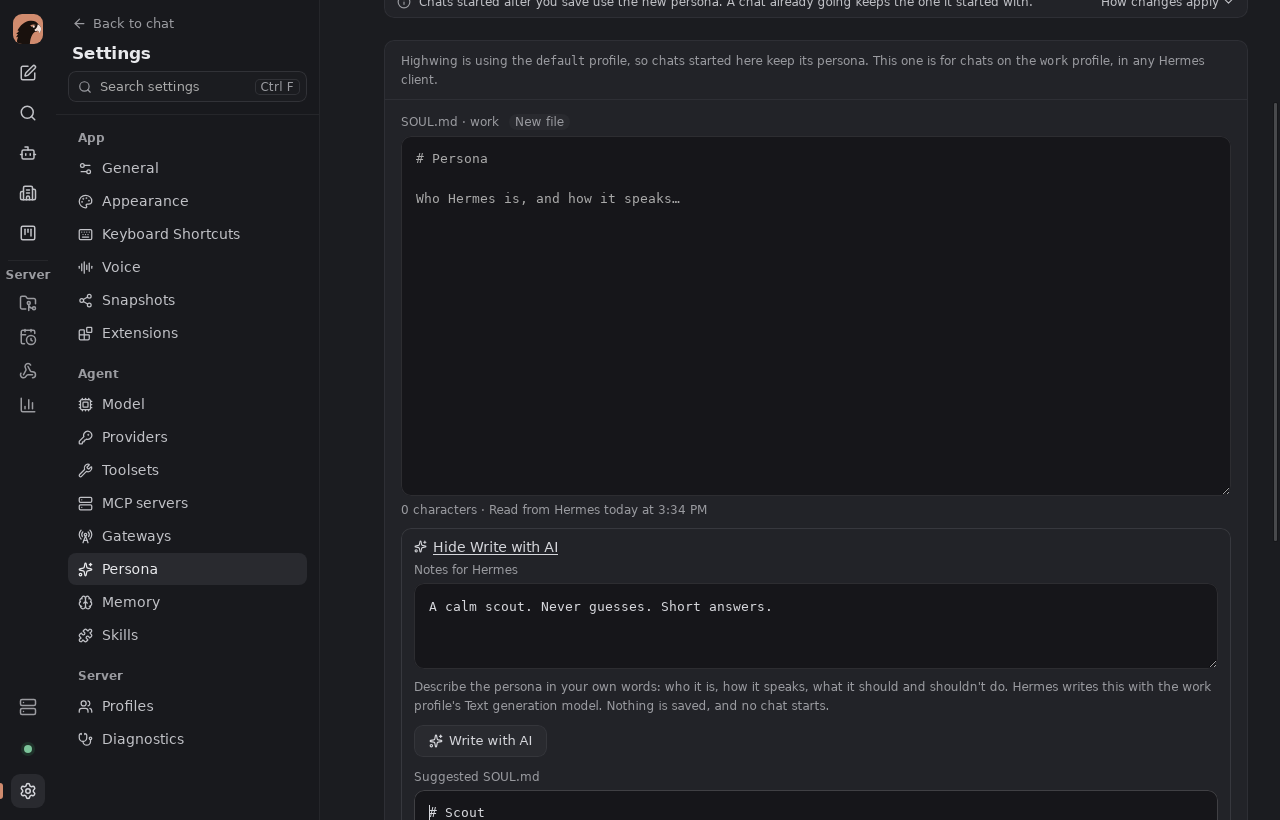 Back to chat
Settings
Search settings Ctrl F
App
General
Appearance
Keyboard Shortcuts
Voice
Snapshots
Extensions
Agent
Model
Providers
Toolsets
MCP servers
Gateways
Persona
Memory
Skills
Server
Profiles
Diagnostics
Server
Chats started after you save use the new persona. A chat already going keeps the one it started with. How changes apply
Highwing is using the default profile, so chats started here keep its persona. This one is for chats on the work profile, in any Hermes
client.
SOUL.md · work New file
# Persona
Who Hermes is, and how it speaks…
0 characters · Read from Hermes today at 3:34 PM
Hide Write with AI
Notes for Hermes
A calm scout. Never guesses. Short answers.
Describe the persona in your own words: who it is, how it speaks, what it should and shouldn't do. Hermes writes this with the work
profile's Text generation model. Nothing is saved, and no chat starts.
Write with AI
Suggested SOUL.md
# Scout